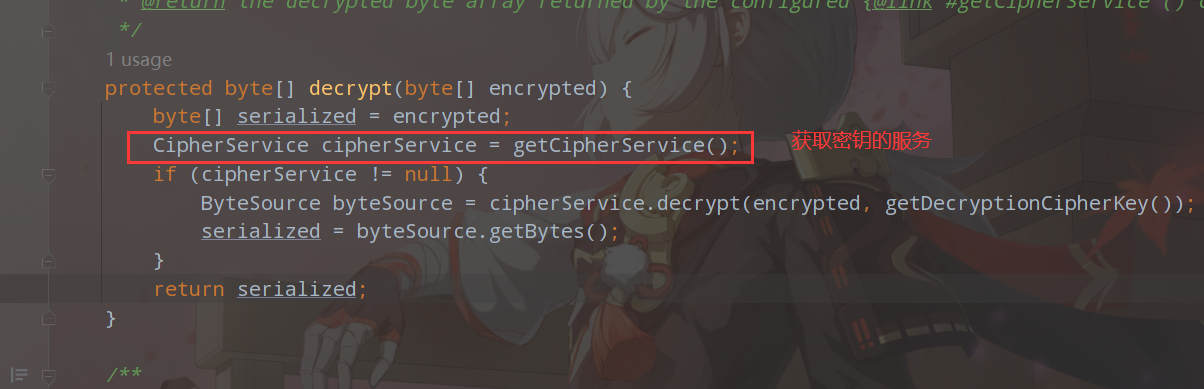 * @return the decrypted byte array returned by the configured {@link #getCipherService () c
*/
1 usage
protected byte[] decrypt(byte[] encrypted) {
byte[] serialized = encrypted;
CipherService cipherService = getCipherService(); 获取密钥的服务
if (cipherService != null) {
ByteSource byteSource = cipherService.decrypt(encrypted, getDecryptionCipherKey());
serialized = byteSource.getBytes();
}
return serialized;
}
/**